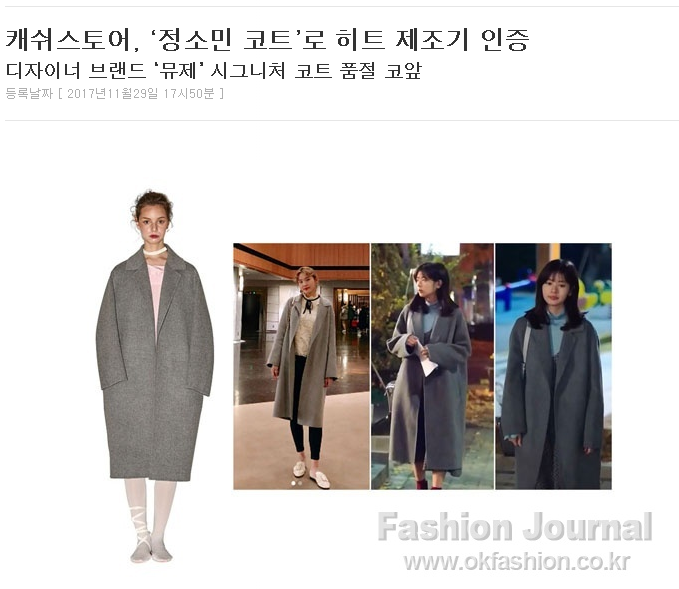 캐쉬스토어, ‘정소민 코트’로 히트 제조기 인증
디자이너 브랜드 ‘뮤제’ 시그니처 코트 품절 코앞
등록날짜 [ 2017년11월29일 17시50분 ]
Fashion Journal
www.okfashion.co.kr